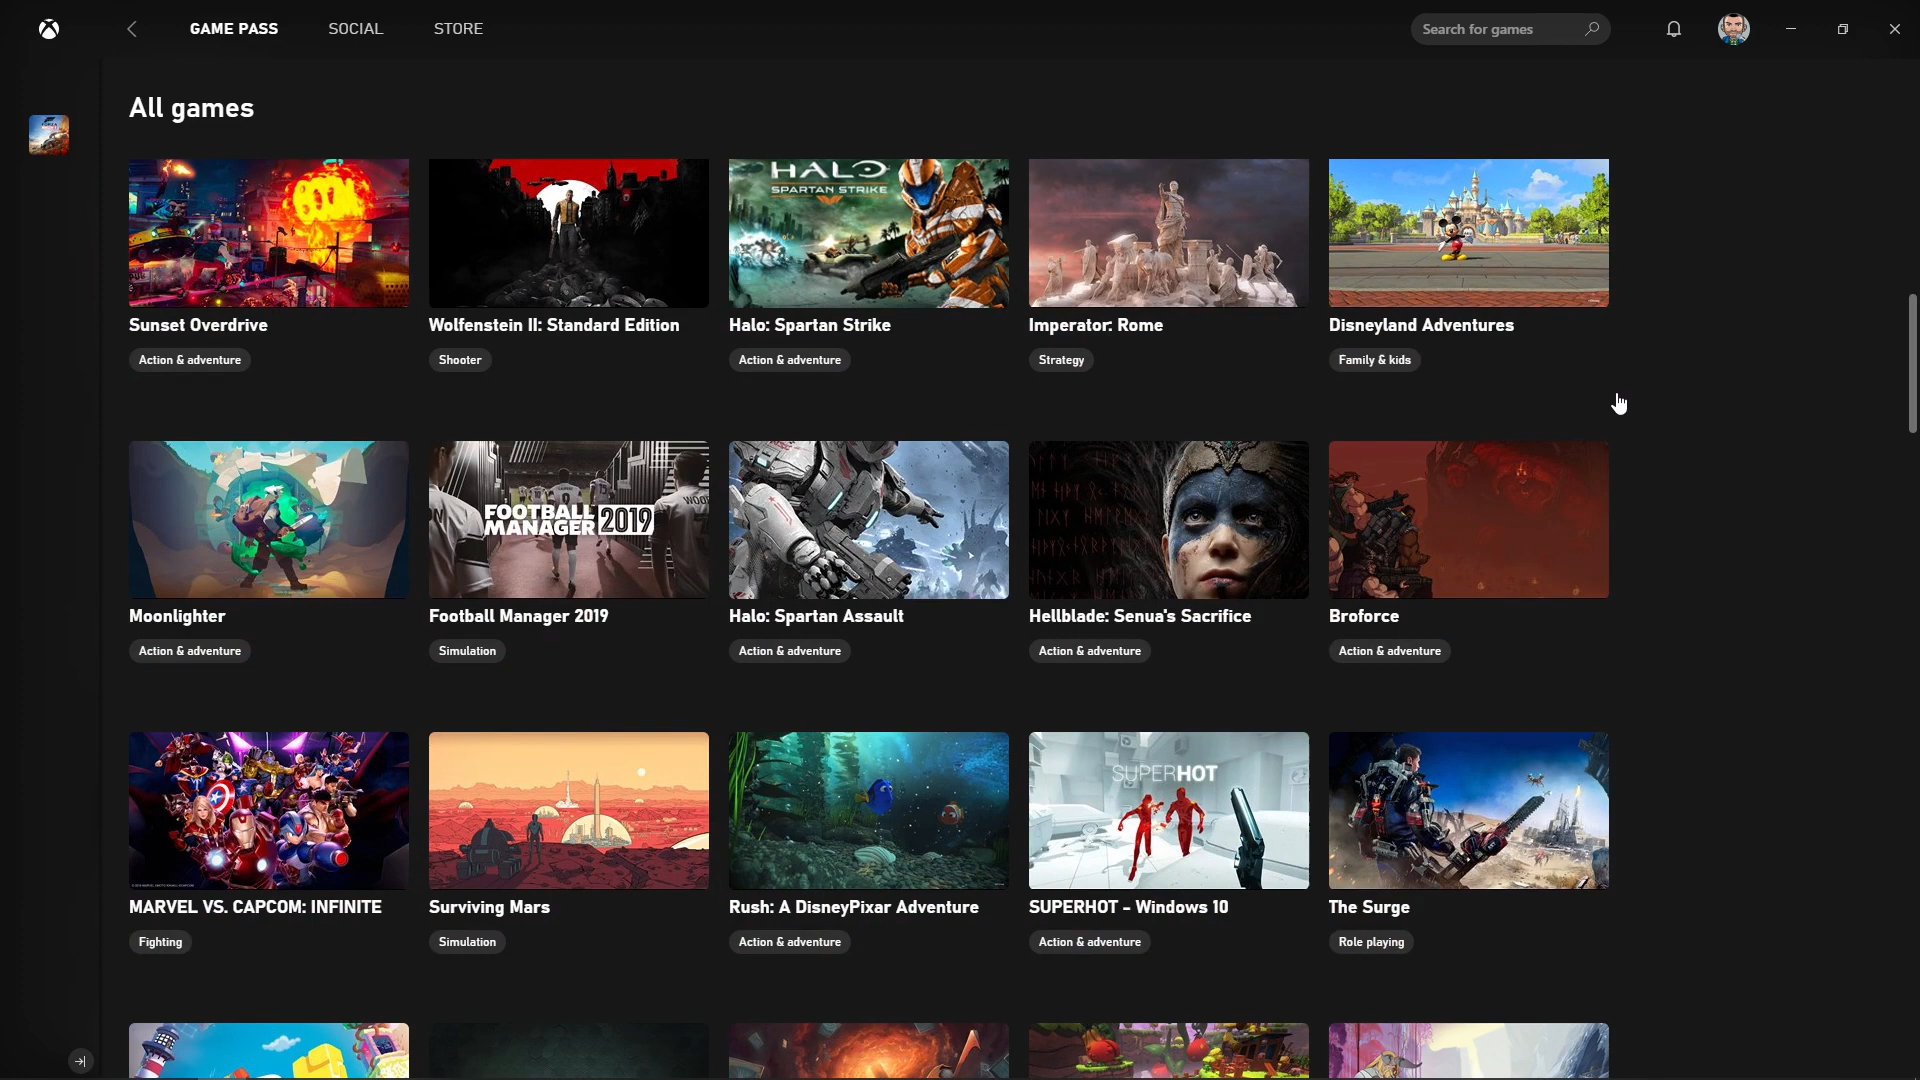 GAME PASS SOCIAL STORE Search for games
All games
HALO
SPARTAN STRIKE
Sunset Overdrive
Wolfenstein II: Standard Edition
Halo: Spartan Strike
Imperator: Rome
Disneyland Adventures
Action & adventure
Shooter
Action & adventure
Strategy
Family & kids
FOOTBALL
MANAGER 2019
Moonlighter
Football Manager 2019
Halo: Spartan Assault
Hellblade: Senua's Sacrifice
Broforce
Action & adventure
Simulation
Action & adventure
Action & adventure
Action & adventure
SUPERHOT
MARVEL VS. CAPCOM: INFINITE
Surviving Mars
Rush: A DisneyPixar Adventure
SUPERHOT - Windows 10
The Surge
Fighting
Simulation
Action & adventure
Action & adventure
Role playing